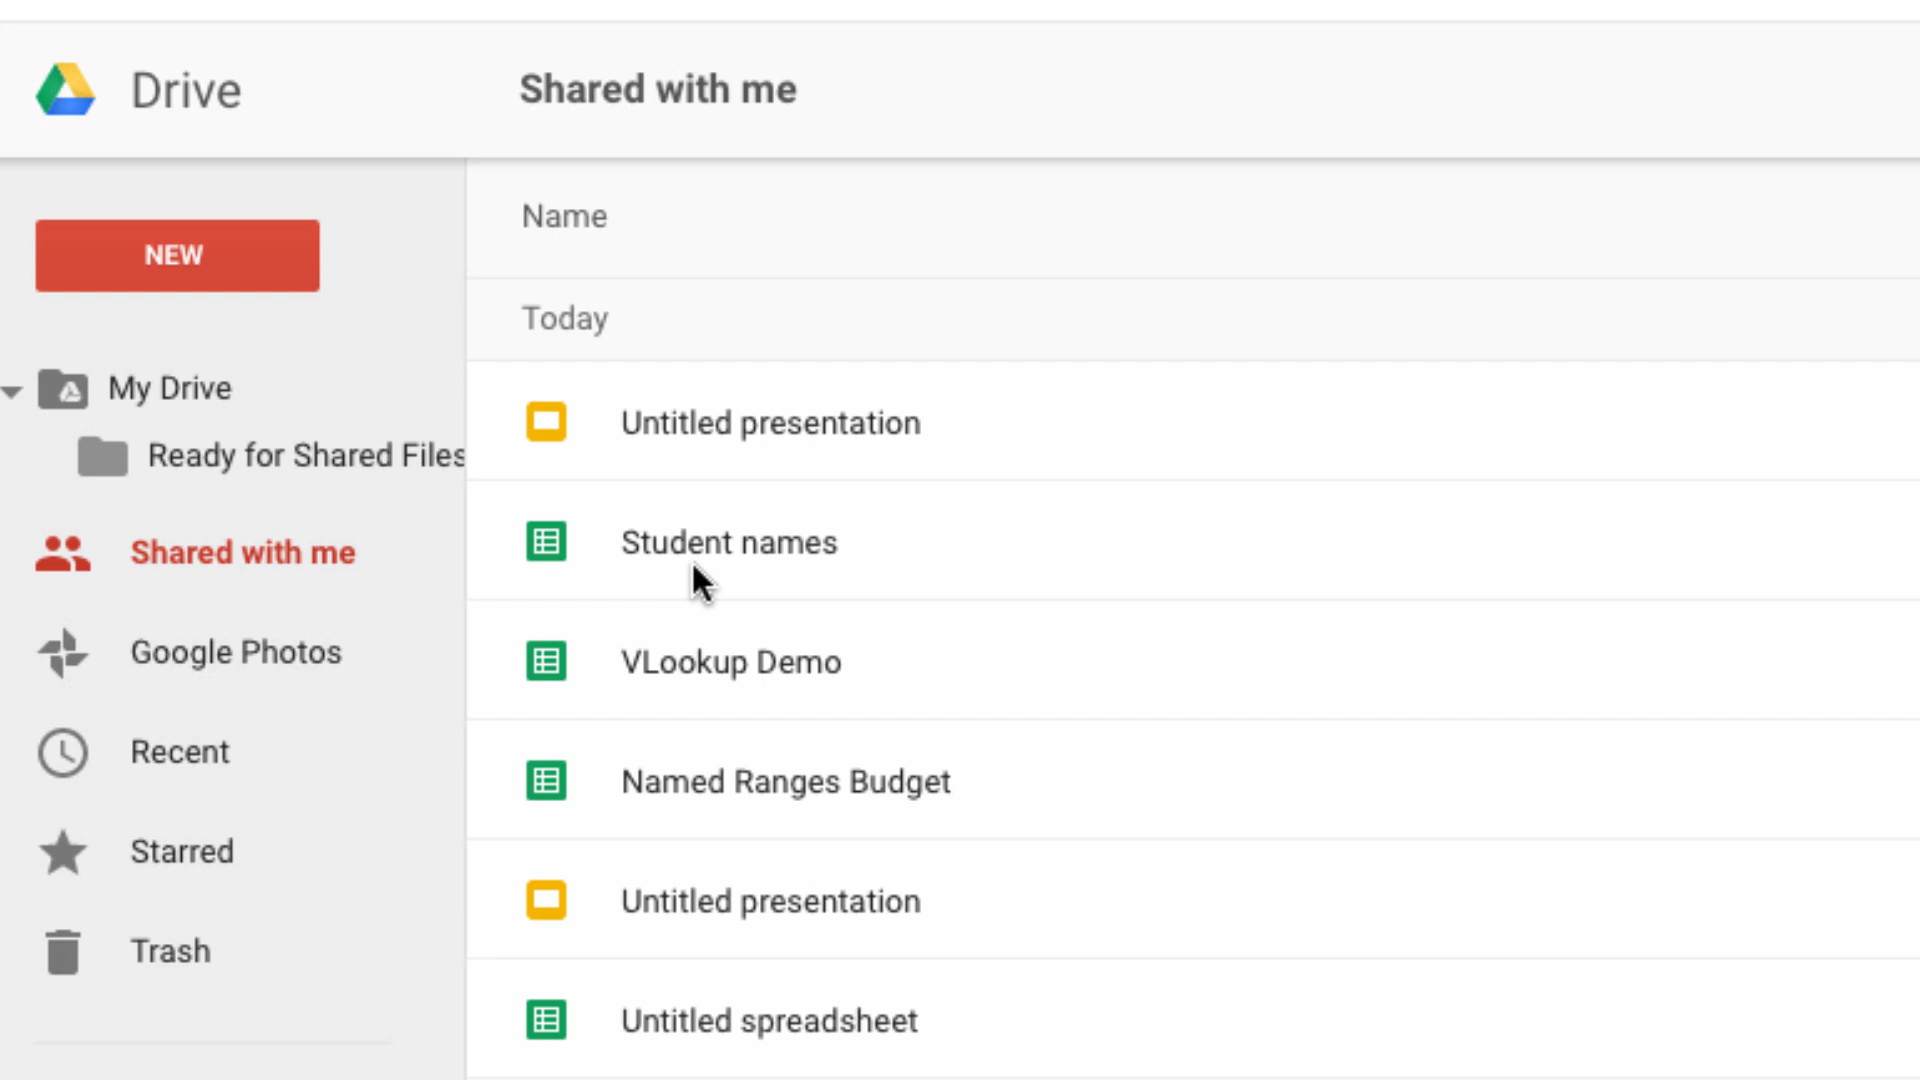 Drive
Shared with me
NEW
My Drive
Ready for Shared Files
Shared with me
Google Photos
Recent
Starred
Trash
Name
Today
Untitled presentation
Student names
VLookup Demo
Named Ranges Budget
Untitled presentation
Untitled spreadsheet